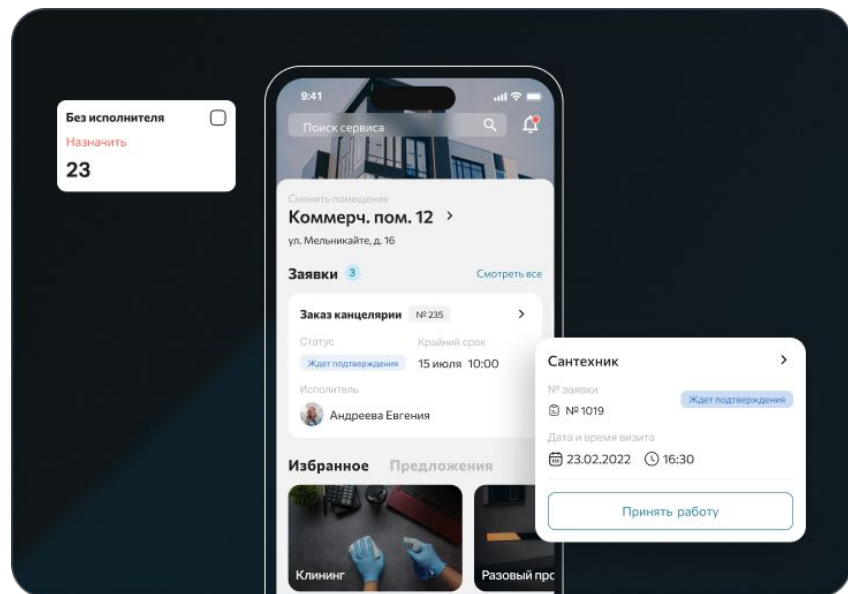 Без исполнителя
Назначить
23
9:41
Поиск сервиса
Сменить помещение
Коммерч. пом. 12
ул. Мельникайте, д. 16
Заявки 3 Смотреть все
Заказ канцелярии № 235
Статус Крайний срок
Ждет подтверждения 15 июля 10:00
Исполитель
Андреева Евгения
Избранное Предложения
Клининг
Разовый про
Сантехник
№ заявки
№ 1019
Ждет подтверждения
Дата и время визита
23.02.2022 16:30
Принять работу